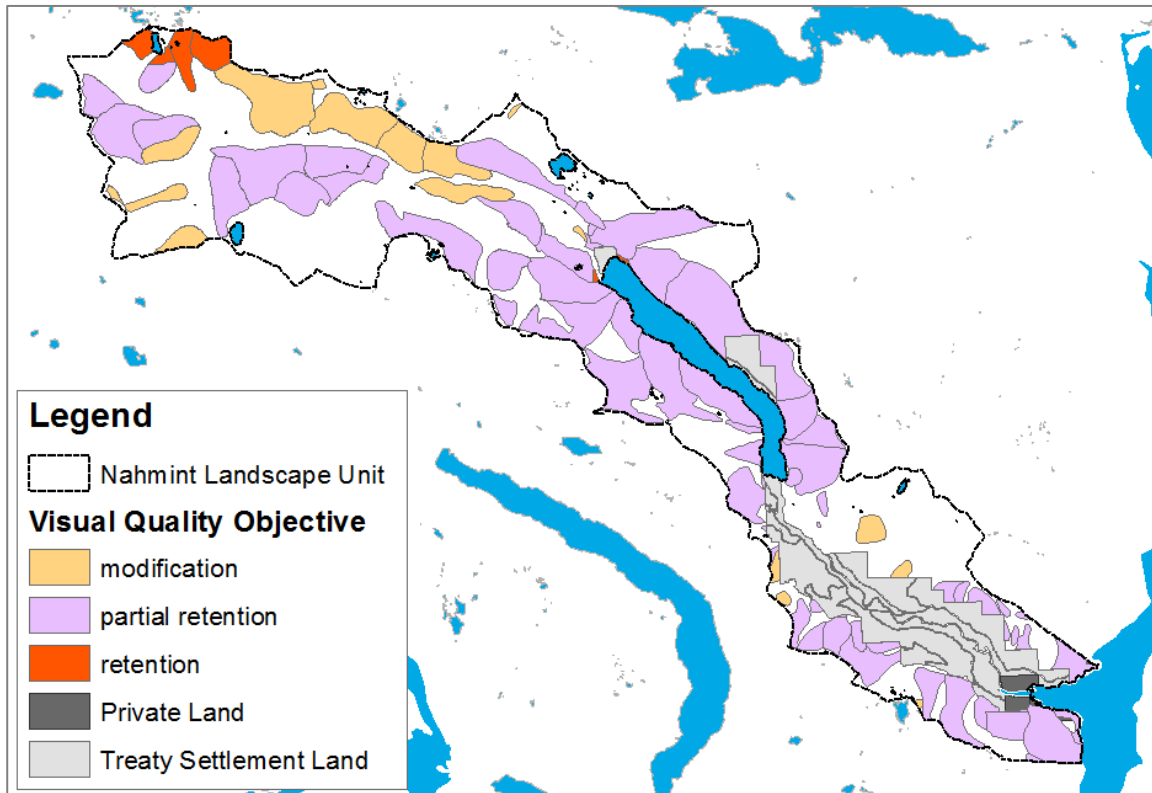 Legend
Nahmint Landscape Unit
Visual Quality Objective
modification
partial retention
retention
Private Land
Treaty Settlement Land